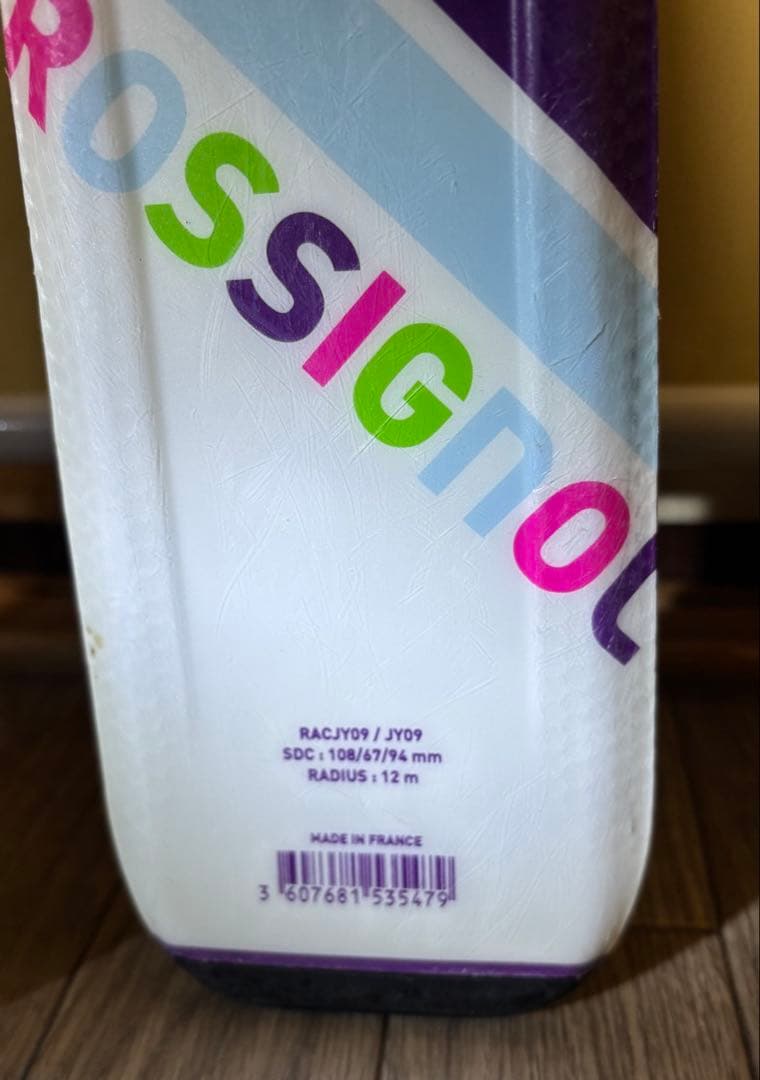 ROSSIGnOL
RACJY09 / JY09
SDC : 108/67/94 mm
RADIUS : 12 m
MADE IN FRANCE
3 607681 535479